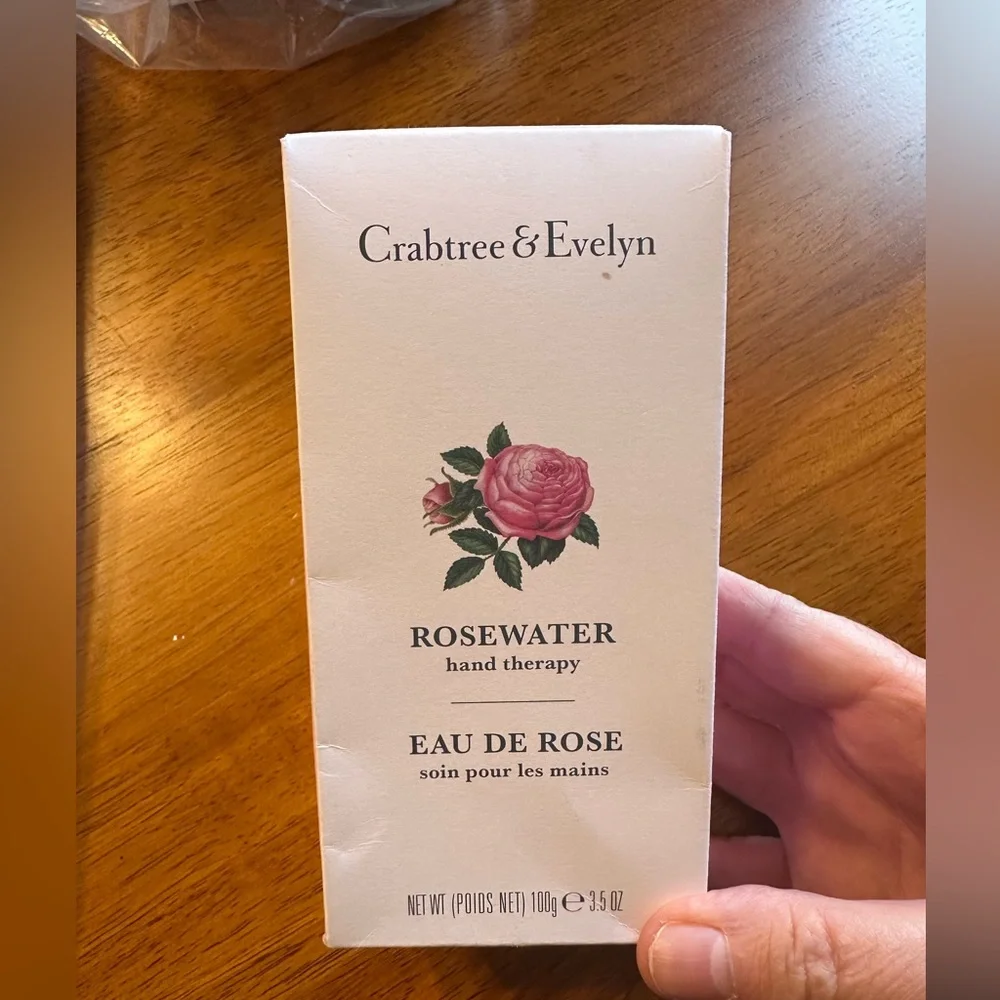 Crabtree & Evelyn
ROSEWATER
hand therapy
EAU DE ROSE
soin pour les mains
NET WT (POIDS NET) 100g ℮ 3.5 OZ